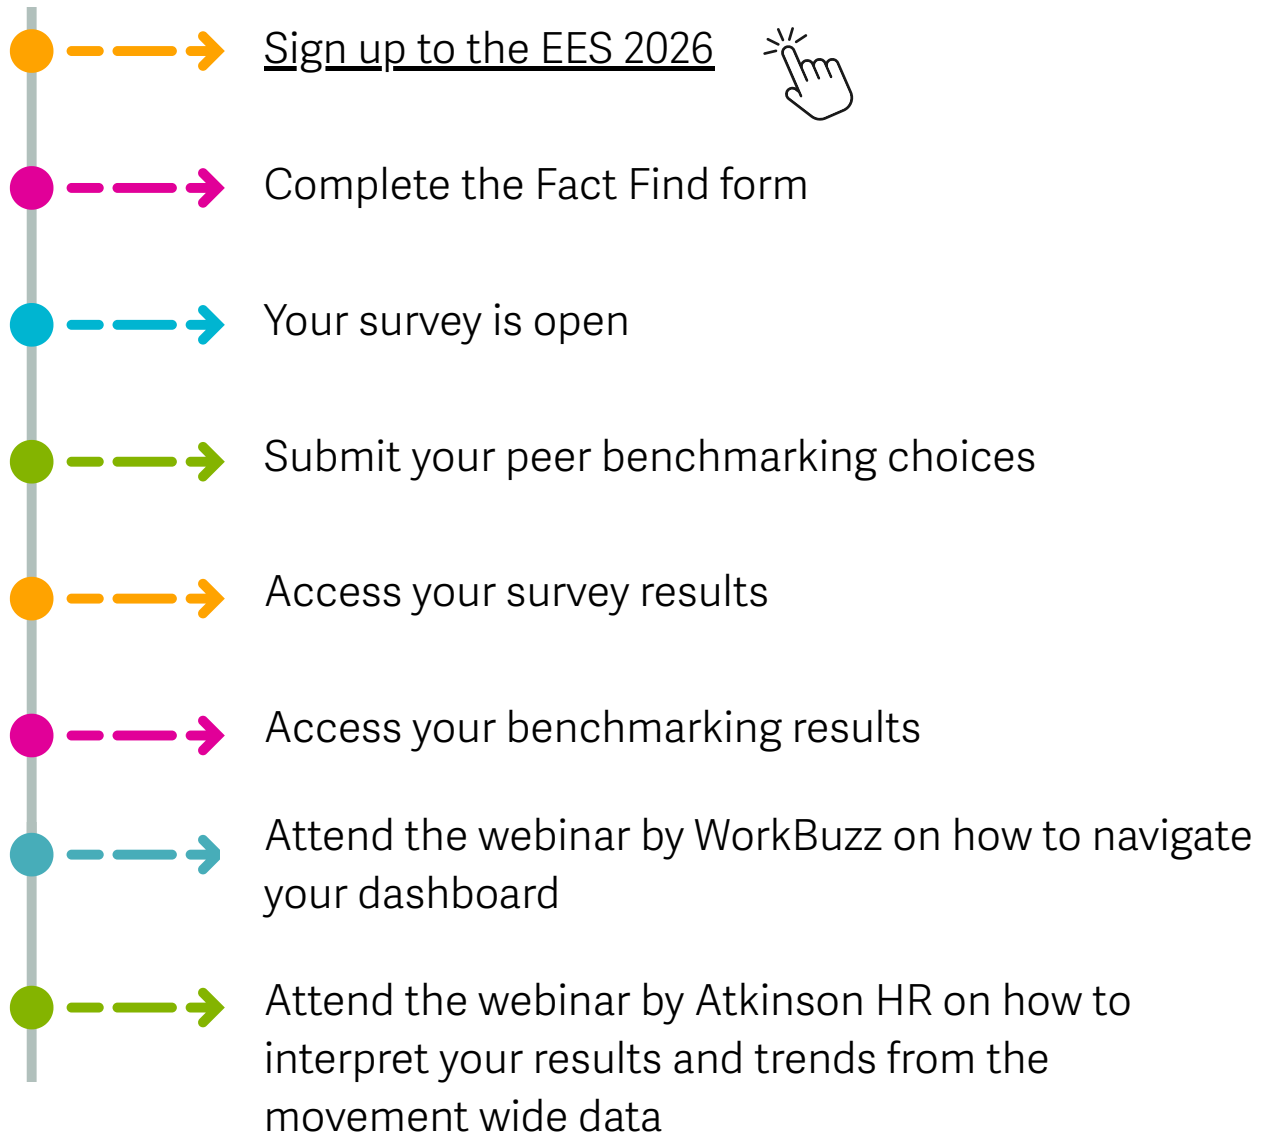 Sign up to the EES 2026
Complete the Fact Find form
Your survey is open
Submit your peer benchmarking choices
Access your survey results
Access your benchmarking results
Attend the webinar by WorkBuzz on how to navigate
your dashboard
Attend the webinar by Atkinson HR on how to
interpret your results and trends from the
movement wide data